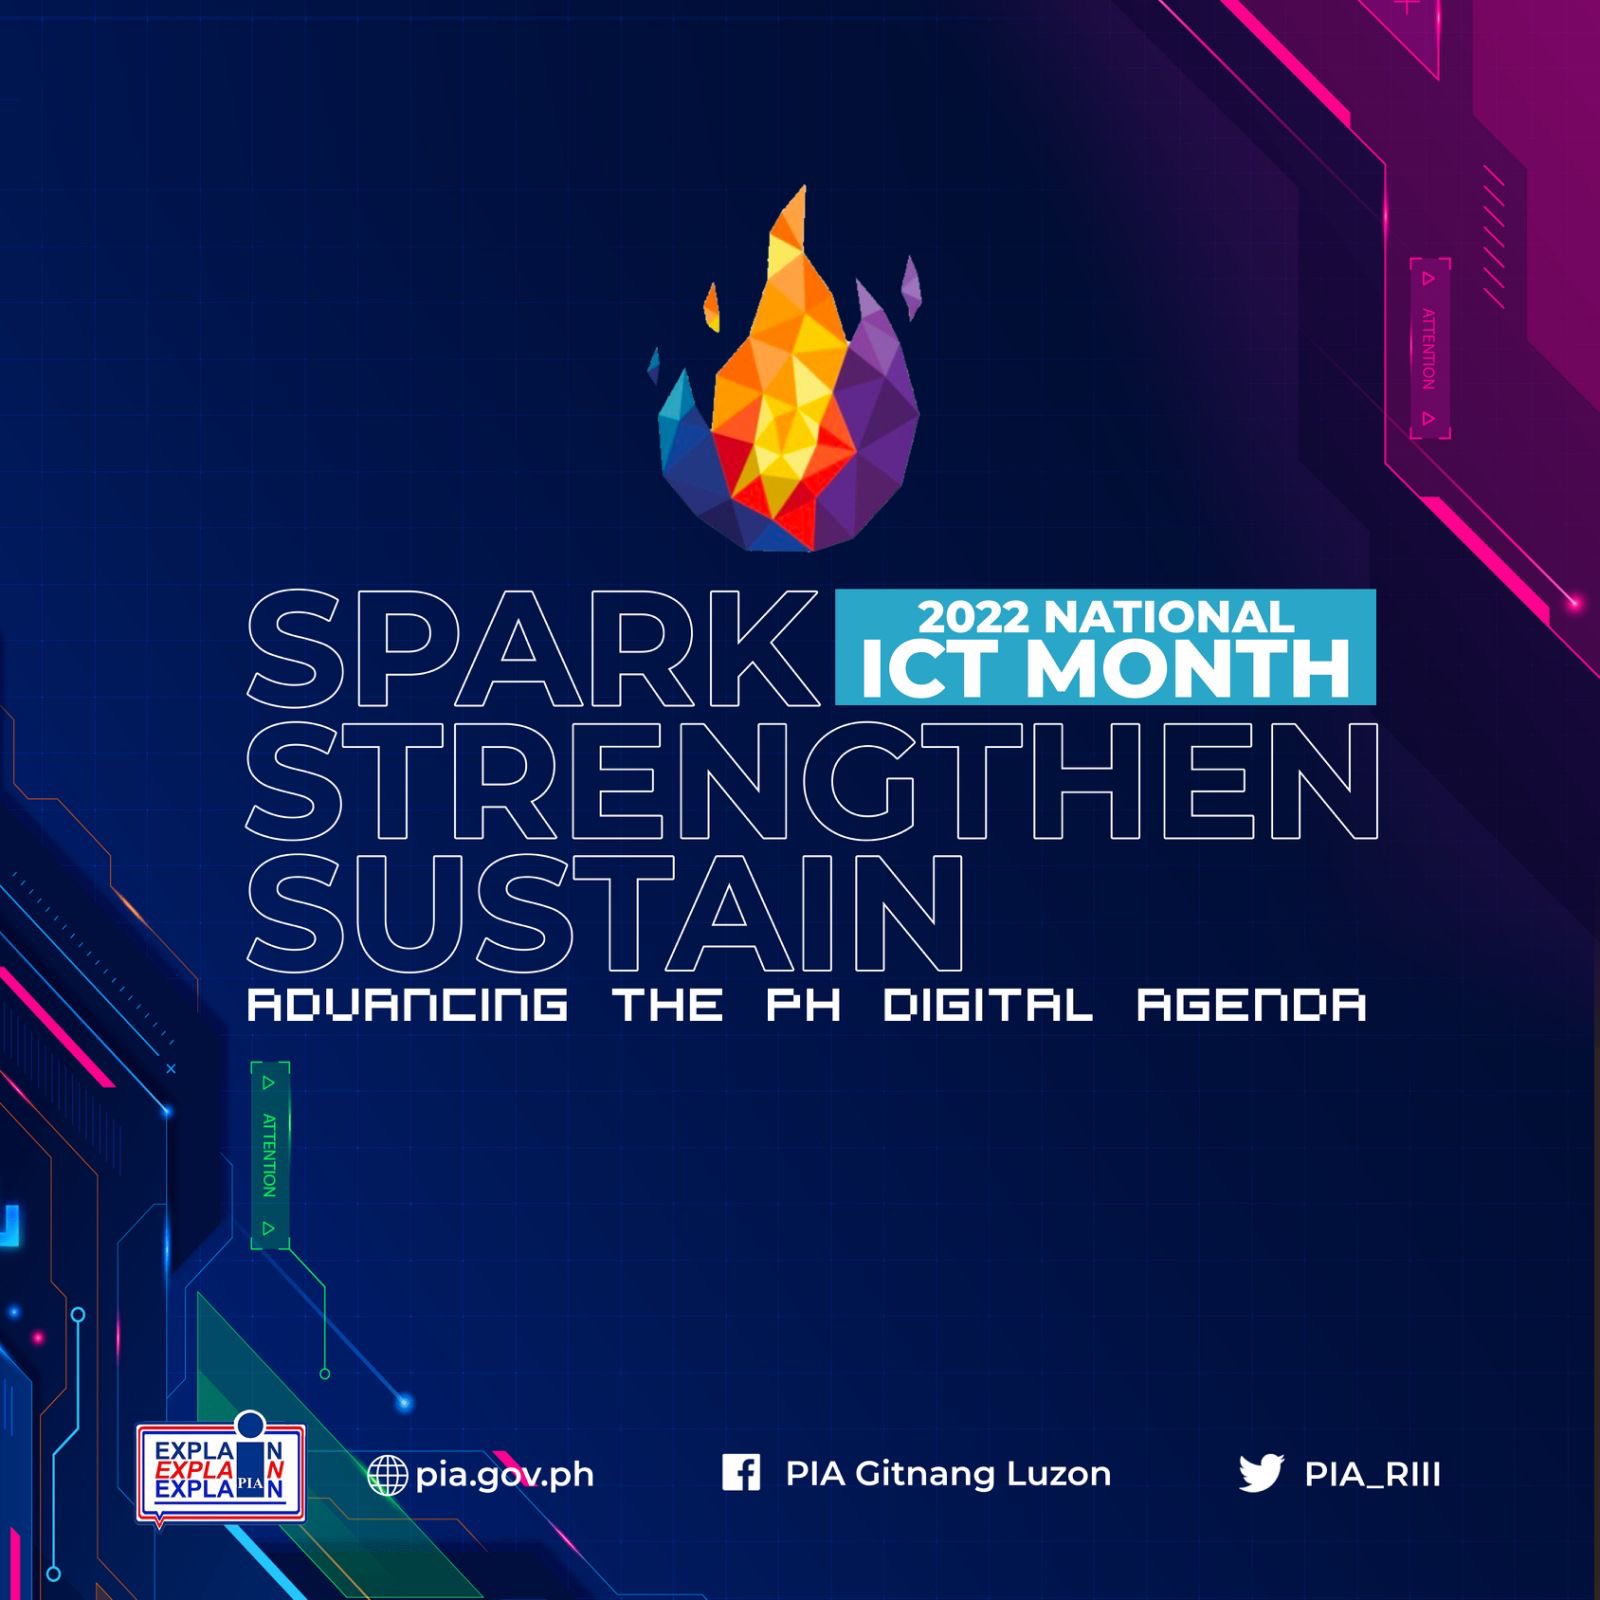 ATTENTION
SPARK
2022 NATIONAL
ICT MONTH
STRENGTHEN
SUSTAIN
ADVANCING THE PH DIGITAL AGENDA
ATTENTION
EXPLAIN
EXPLAIN
EXPLAIN
PIA
pia.gov.ph
PIA Gitnang Luzon
PIA_RIII